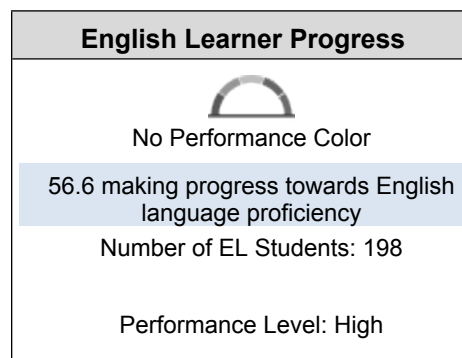 English Learner Progress
No Performance Color
56.6 making progress towards English
language proficiency
Number of EL Students: 198
Performance Level: High